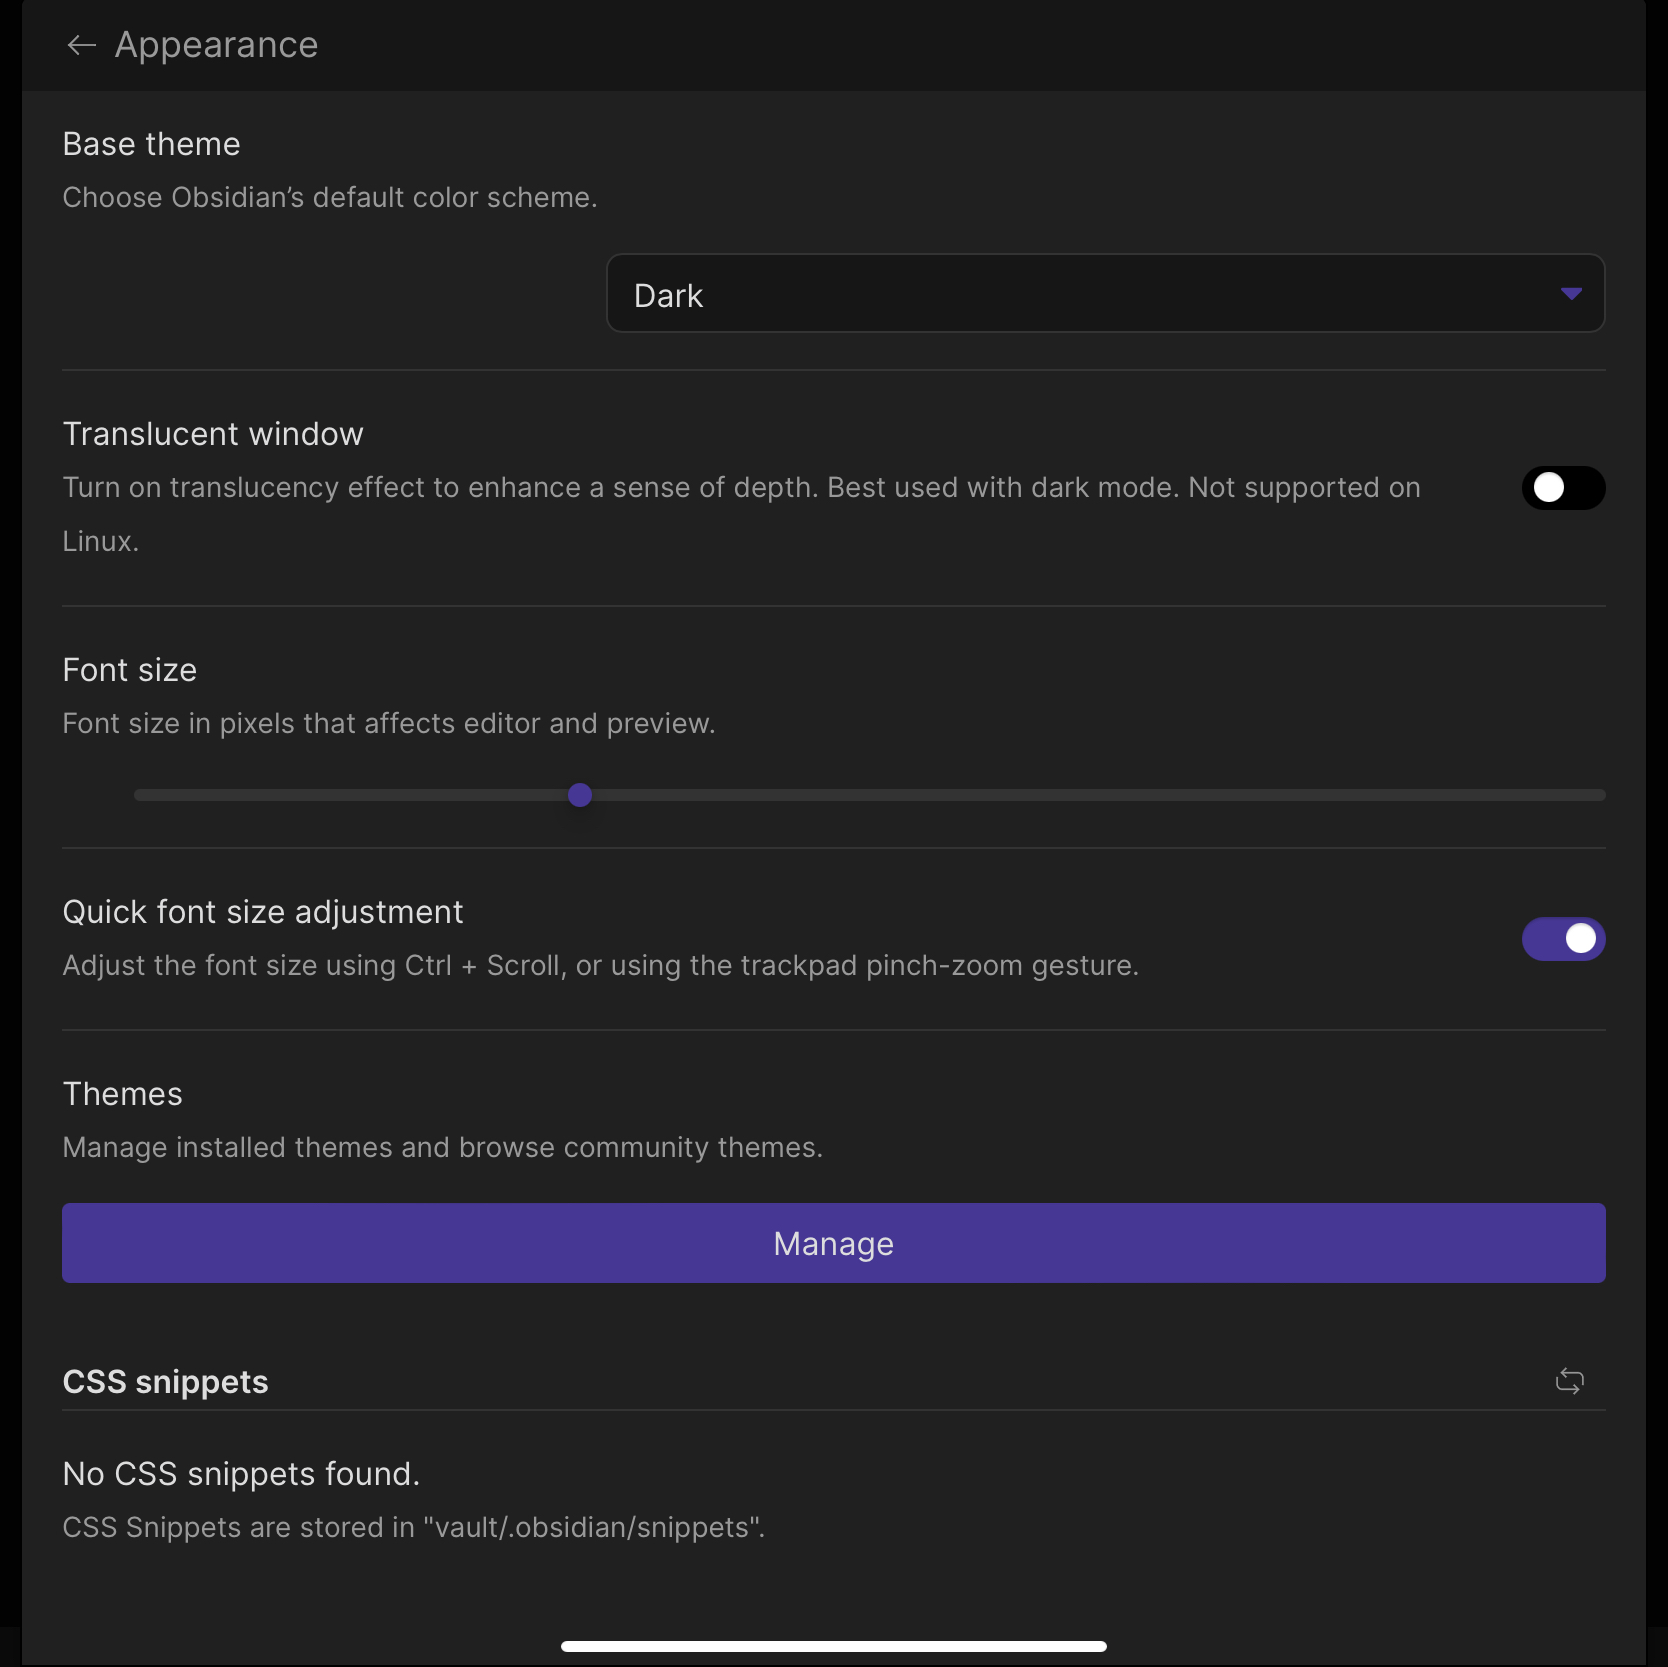 Appearance
Base theme
Choose Obsidian’s default color scheme.
Dark
Translucent window
Turn on translucency effect to enhance a sense of depth. Best used with dark mode. Not supported on
Linux.
Font size
Font size in pixels that affects editor and preview.
Quick font size adjustment
Adjust the font size using Ctrl + Scroll, or using the trackpad pinch-zoom gesture.
Themes
Manage installed themes and browse community themes.
Manage
CSS snippets
No CSS snippets found.
CSS Snippets are stored in "vault/.obsidian/snippets".